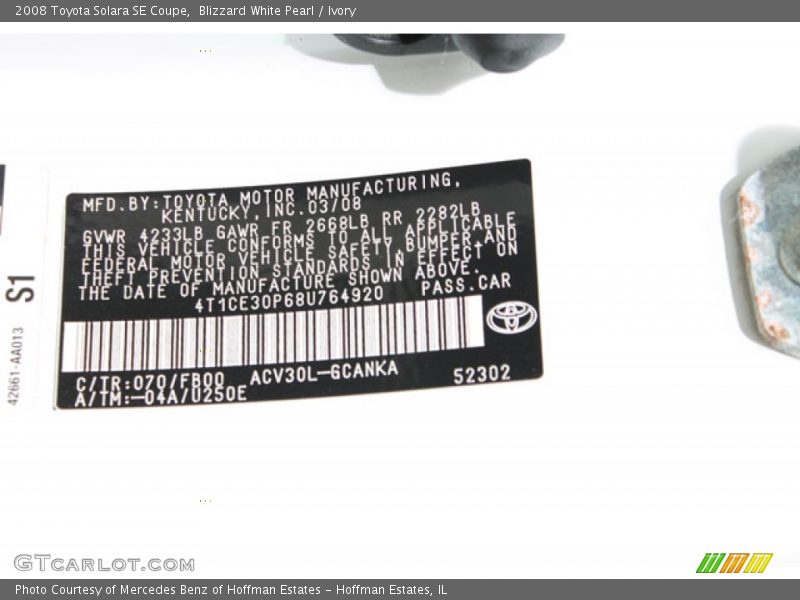 2008 Toyota Solara SE Coupe,  Blizzard White Pearl / Ivory
MFD.BY:TOYOTA MOTOR MANUFACTURING,
KENTUCKY,INC.03/08
GVWR 4233LB GAWR FR 2668LB RR 2282LB
THIS VEHICLE CONFORMS TO ALL APPLICABLE
FEDERAL MOTOR VEHICLE SAFETY,BUMPER,AND
THEFT PREVENTION STANDARDS IN EFFECT ON
THE DATE OF MANUFACTURE SHOWN ABOVE.
4T1CE30P68U764920 PASS.CAR
C/TR:070/FB00 ACV30L-GCANKA 52302
A/TM:-04A/U250E
S1
42661-AA013
GTcarlot.com
Photo Courtesy of Mercedes Benz of Hoffman Estates - Hoffman Estates, IL